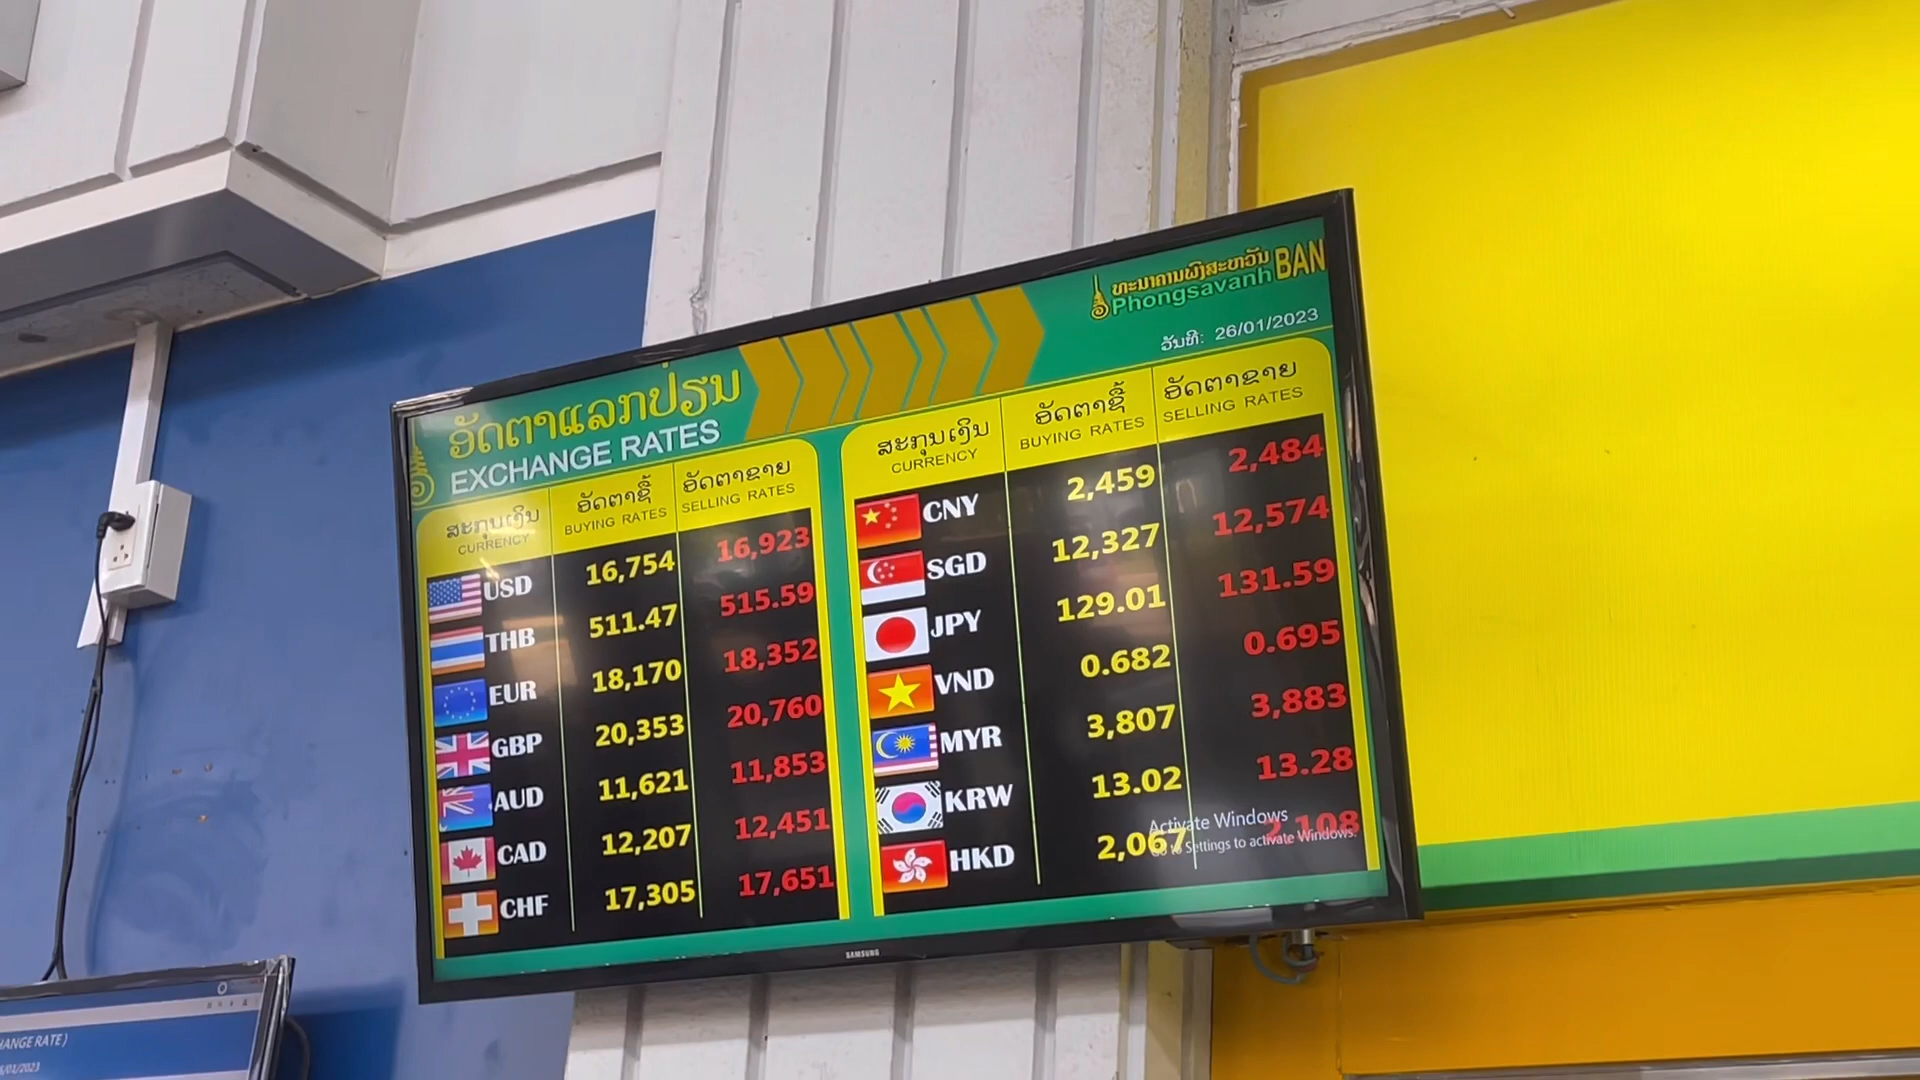 ທະນາຄານພົງສະຫວັນ BAN
Phongsavanh
ວັນທີ: 26/01/2023
ອັດຕາແລກປ່ຽນ
EXCHANGE RATES
ສະກຸນເງິນ ອັດຕາຊື້ ອັດຕາຂາຍ
CURRENCY BUYING RATES SELLING RATES
USD 16,754 16,923
THB 511.47 515.59
EUR 18,170 18,352
GBP 20,353 20,760
AUD 11,621 11,853
CAD 12,207 12,451
CHF 17,305 17,651
ສະກຸນເງິນ ອັດຕາຊື້ ອັດຕາຂາຍ
CURRENCY BUYING RATES SELLING RATES
CNY 2,459 2,484
SGD 12,327 12,574
JPY 129.01 131.59
VND 0.682 0.695
MYR 3,807 3,883
KRW 13.02 13.28
HKD 2,067 2,108
Activate Windows
Go to Settings to activate Windows.
SAMSUNG
HANGE RATE)
/01/2023